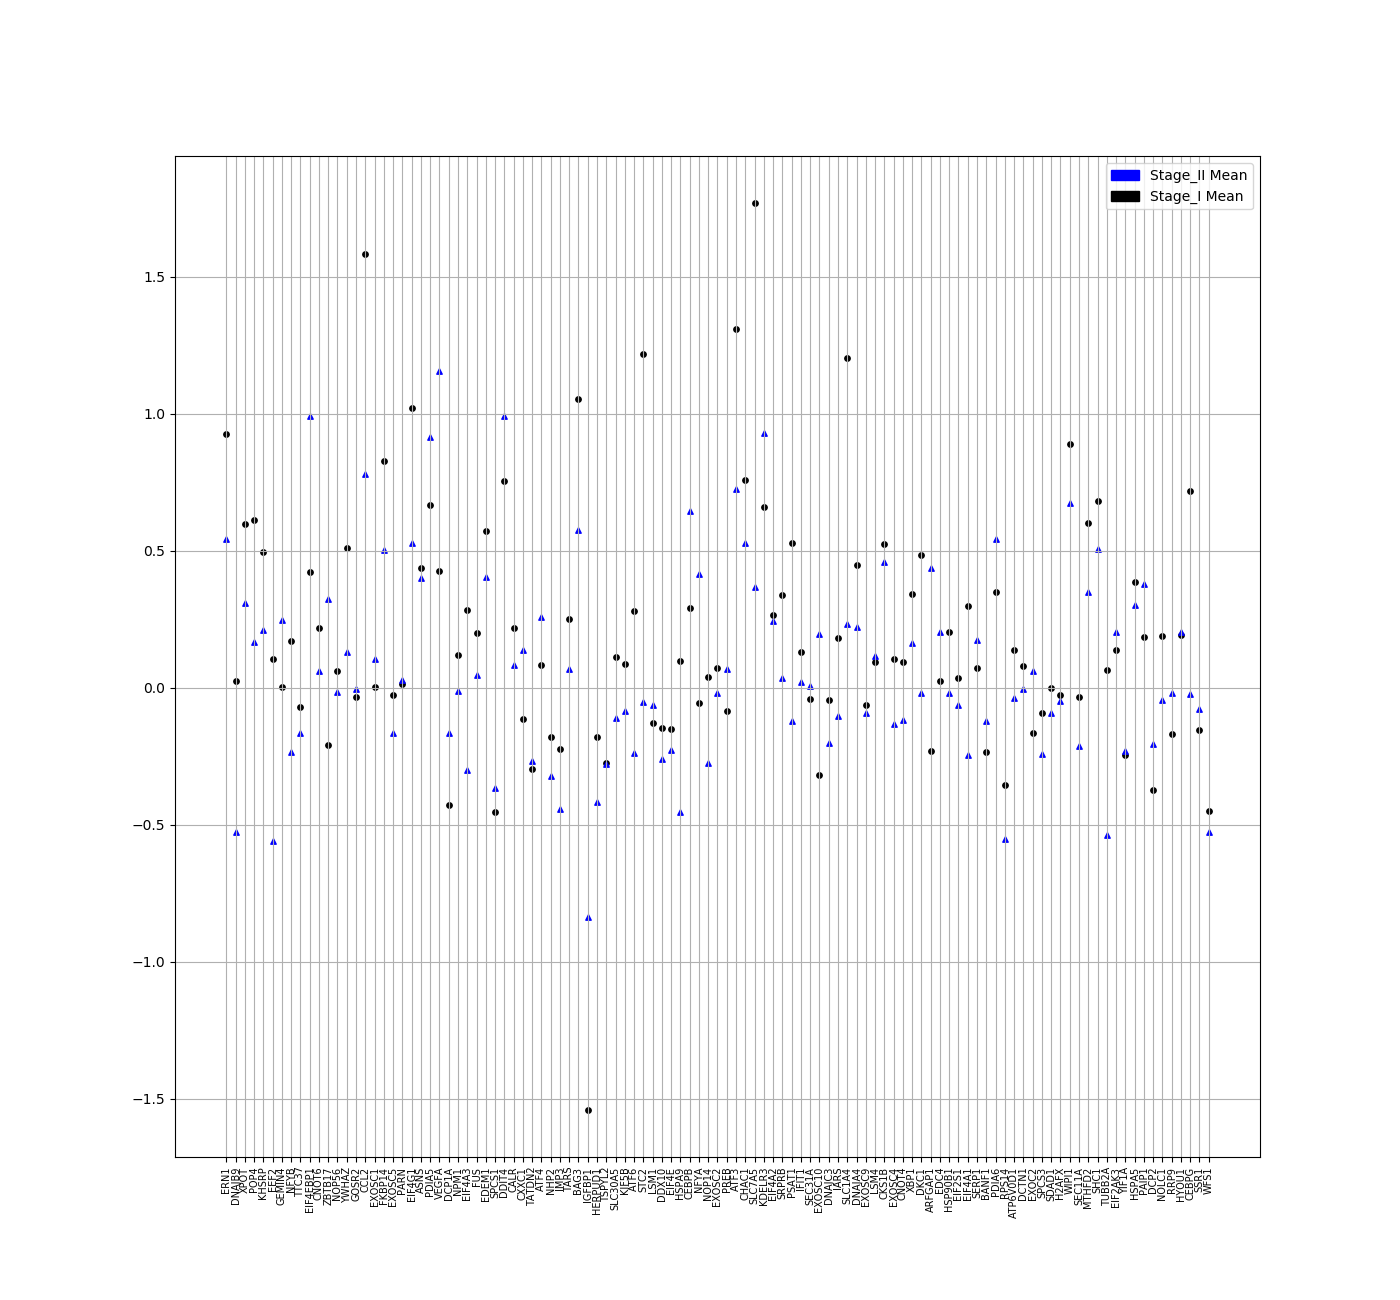 Stage_II Mean
Stage_I Mean
1.5
1.0
0.5
0.0
−0.5
−1.0
−1.5
ERN1
DNAJB9
XPOT
POP4
KHSRP
EEF2
GEMIN4
NFYB
TTC37
EIF4EBP1
CNOT6
ZBTB17
NOP56
YWHAZ
GOSR2
CCL2
EXOSC1
FKBP14
EXOSC5
PARN
EIF4G1
ASNS
PDIA5
VEGFA
DCP1A
NPM1
EIF4A3
FUS
EDEM1
SPCS1
DDIT4
CALR
CXXC1
TATDN2
ATF4
NHP2
IMP3
TARS
BAG3
IGFBP1
HERPUD1
TSPYL2
SLC30A5
KIF5B
ATF6
STC2
LSM1
DDX10
EIF4E
HSPA9
CEBPB
NFYA
NOP14
EXOSC2
PREB
ATF3
CHAC1
SLC7A5
KDELR3
EIF4A2
SRPRB
PSAT1
IFIT1
SEC31A
EXOSC10
DNAJC3
IARS
SLC1A4
DNAJA4
EXOSC9
LSM4
CKS1B
EXOSC4
CNOT4
XBP1
DKC1
ARFGAP1
EDC4
HSP90B1
EIF2S1
EIF4A1
SERP1
BANF1
PDIA6
RPS14
ATP6V0D1
DCTN1
EXOC2
SPCS3
SDAD1
H2AFX
WIPI1
SEC11A
MTHFD2
SHC1
TUBB2A
EIF2AK3
YIF1A
HSPA5
PAIP1
DCP2
NOLC1
RRP9
HYOU1
CEBPG
SSR1
WFS1